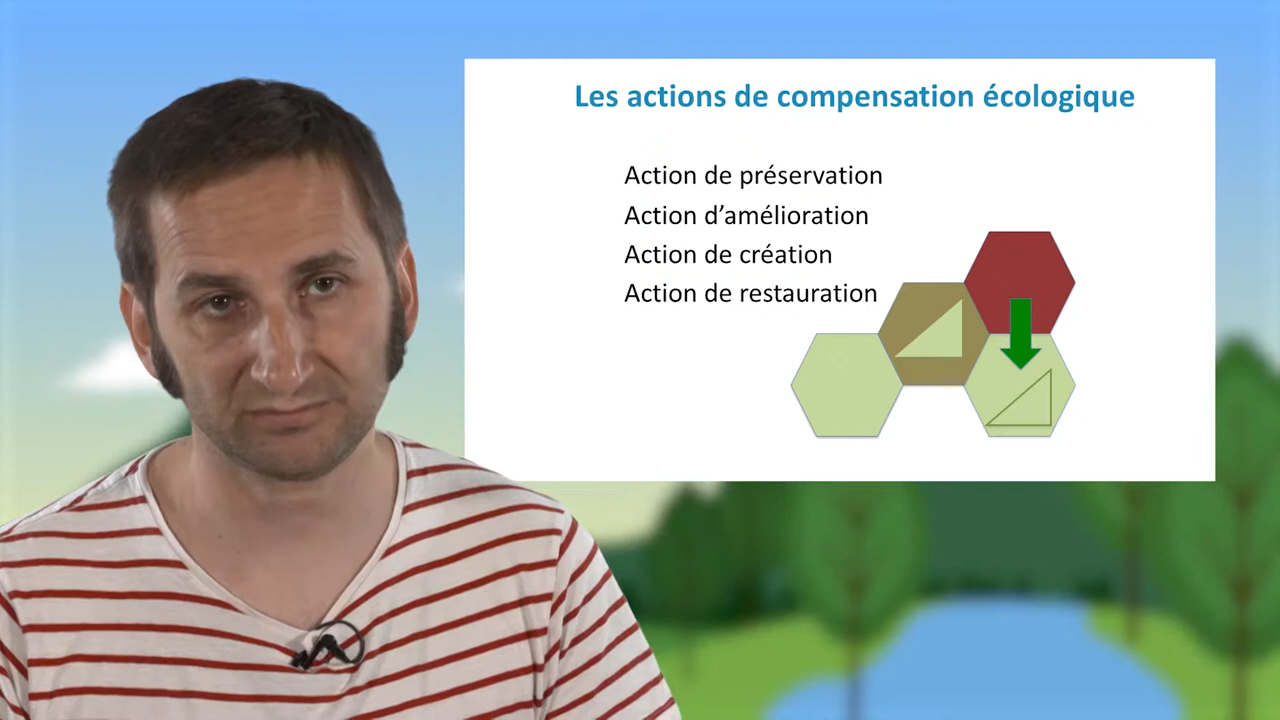 Les actions de compensation écologique
Action de préservation
Action d’amélioration
Action de création
Action de restauration